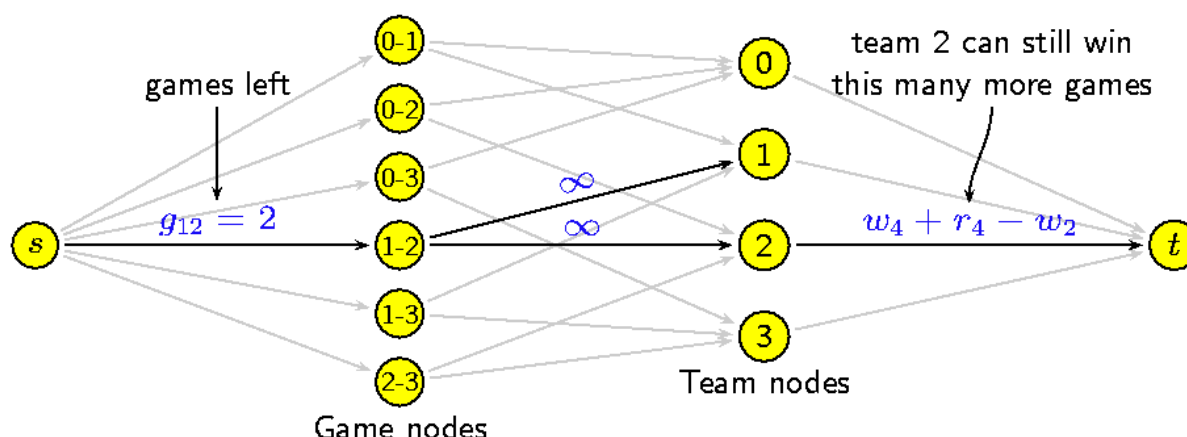 0-1
team 2 can still win
0
games left
this many more games
0-2
1
0-3
∞
g₁₂ = 2
∞
w₄ + r₄ − w₂
s
1-2
2
t
1-3
3
2-3
Team nodes
Game nodes